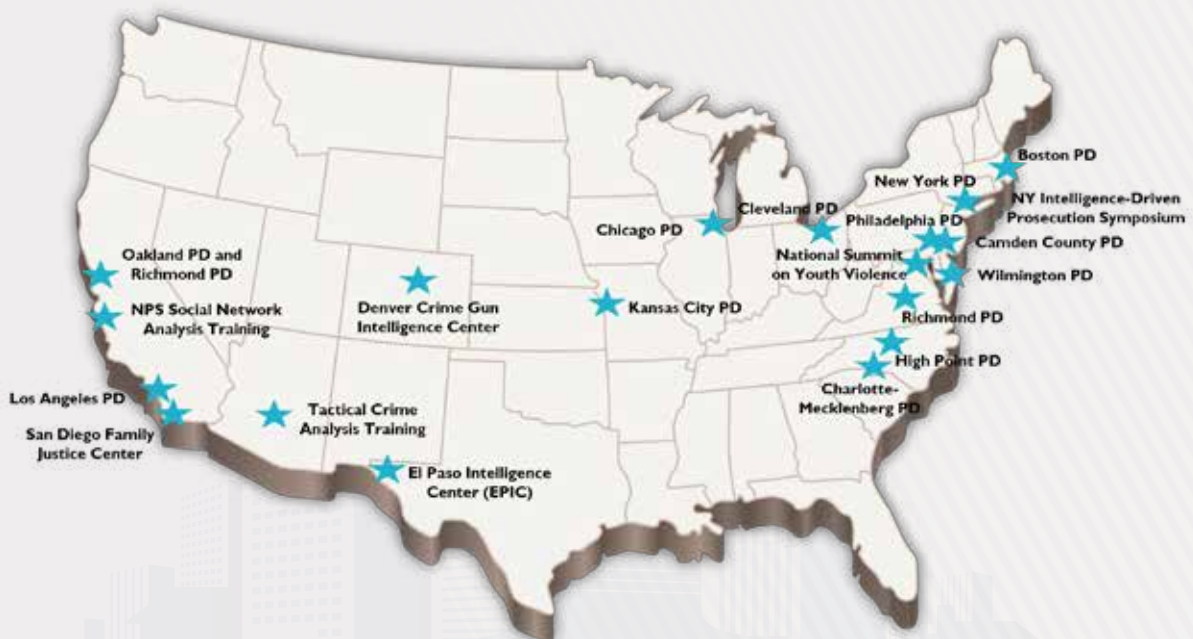 Boston PD
New York PD
NY Intelligence-Driven
Prosecution Symposium
Cleveland PD
Philadelphia PD
Chicago PD
Camden County PD
National Summit
on Youth Violence
Wilmington PD
Oakland PD and
Richmond PD
NPS Social Network
Analysis Training
Denver Crime Gun
Intelligence Center
Kansas City PD
Richmond PD
High Point PD
Charlotte-
Mecklenberg PD
Los Angeles PD
San Diego Family
Justice Center
Tactical Crime
Analysis Training
El Paso Intelligence
Center (EPIC)